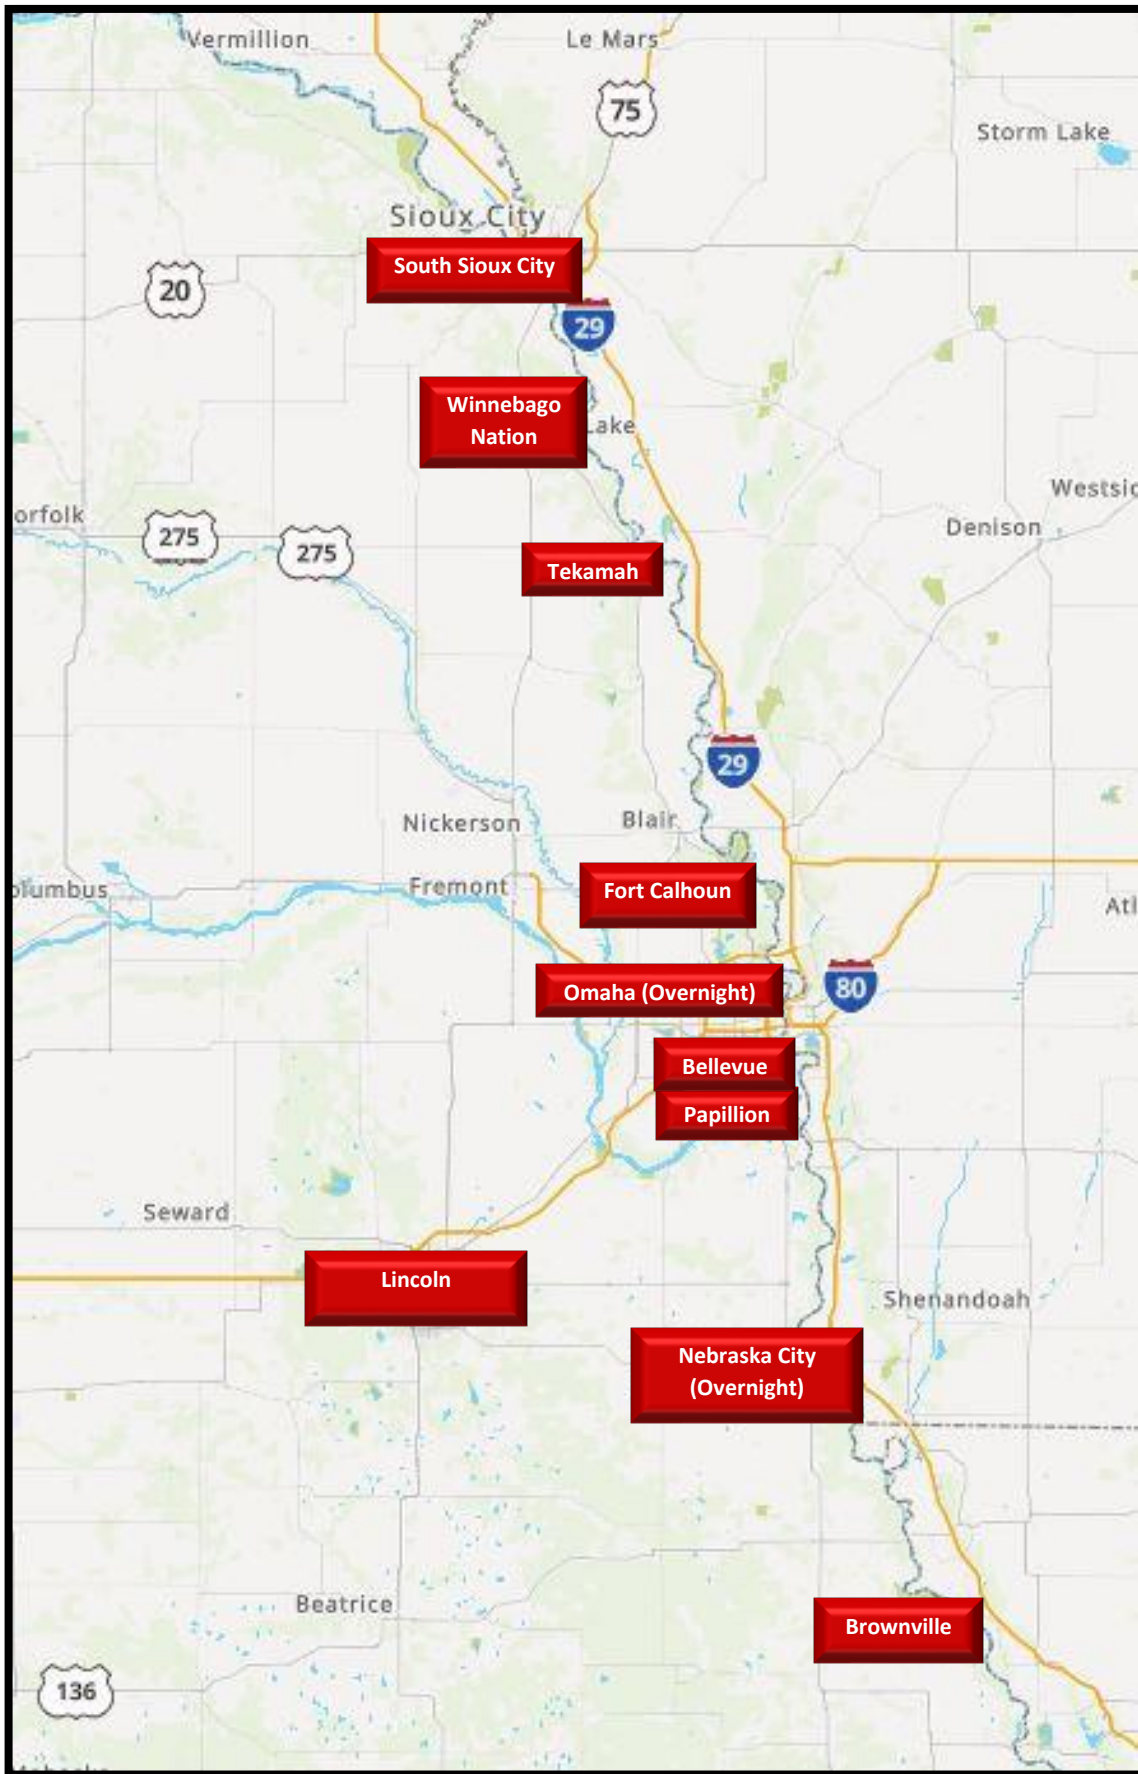 Vermillion
Le Mars
75
Storm Lake
Sioux City
South Sioux City
20
29
Winnebago
Nation
Lake
Westsid
orfolk
275
275
Denison
Tekamah
29
Nickerson
Blair
Fremont
olumbus
Fort Calhoun
Atl
Omaha (Overnight)
80
Bellevue
Papillion
Seward
Lincoln
Shenandoah
Nebraska City
(Overnight)
Beatrice
Brownville
136